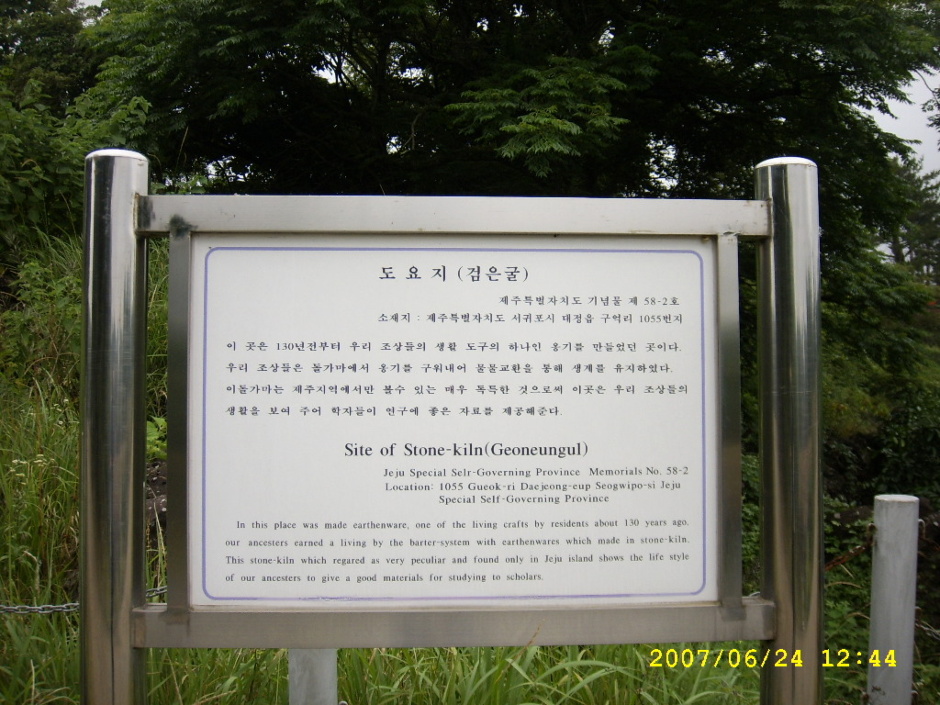 도 요 지 (검은굴)
제주특별자치도 기념물 제 58-2호
소재지 : 제주특별자치도 서귀포시 대정읍 구억리 1055번지
이 곳은 130년전부터 우리 조상들의 생활 도구의 하나인 옹기를 만들었던 곳이다.
우리 조상들은 돌가마에서 옹기를 구워내어 물물교환을 통해 생계를 유지하였다.
이돌가마는 제주지역에서만 볼수 있는 매우 독특한 것으로써 이곳은 우리 조상들의
생활을 보여 주어 학자들이 연구에 좋은 자료를 제공해준다.
Site of Stone-kiln(Geoneungul)
Jeju Special Selr-Governing Province Memorials No. 58-2
Location: 1055 Gueok-ri Daejeong-eup Seogwipo-si Jeju
Special Self-Governing Province
In this place was made earthenware, one of the living crafts by residents about 130 years ago.
our ancestors earned a living by the barter-system with earthenwares which made in stone-kiln.
This stone-kiln which regared as very peculiar and found only in Jeju island shows the life style
of our ancesters to give a good materials for studying to scholars.
2007/06/24 12:44